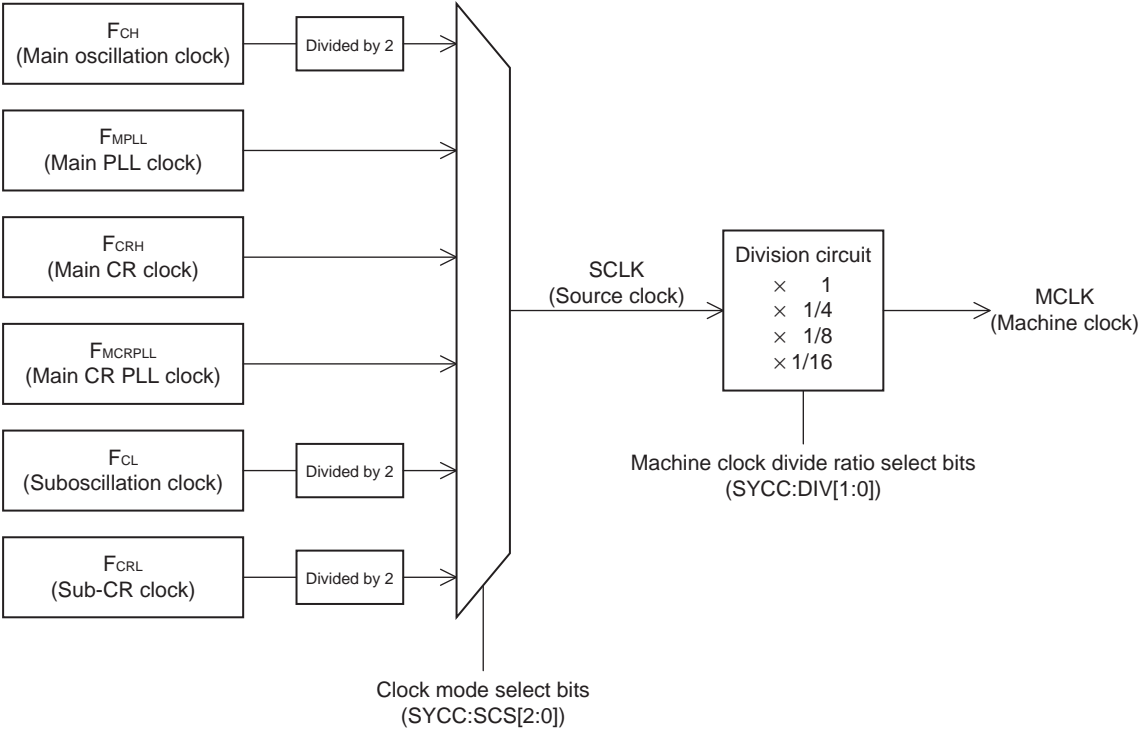 FCH
(Main oscillation clock)
Divided by 2
FMPLL
(Main PLL clock)
FCRH
(Main CR clock)
FMCRPLL
(Main CR PLL clock)
FCL
(Suboscillation clock)
Divided by 2
FCRL
(Sub-CR clock)
Divided by 2
Clock mode select bits
(SYCC:SCS[2:0])
SCLK
(Source clock)
Division circuit
× 1
× 1/4
× 1/8
× 1/16
Machine clock divide ratio select bits
(SYCC:DIV[1:0])
MCLK
(Machine clock)